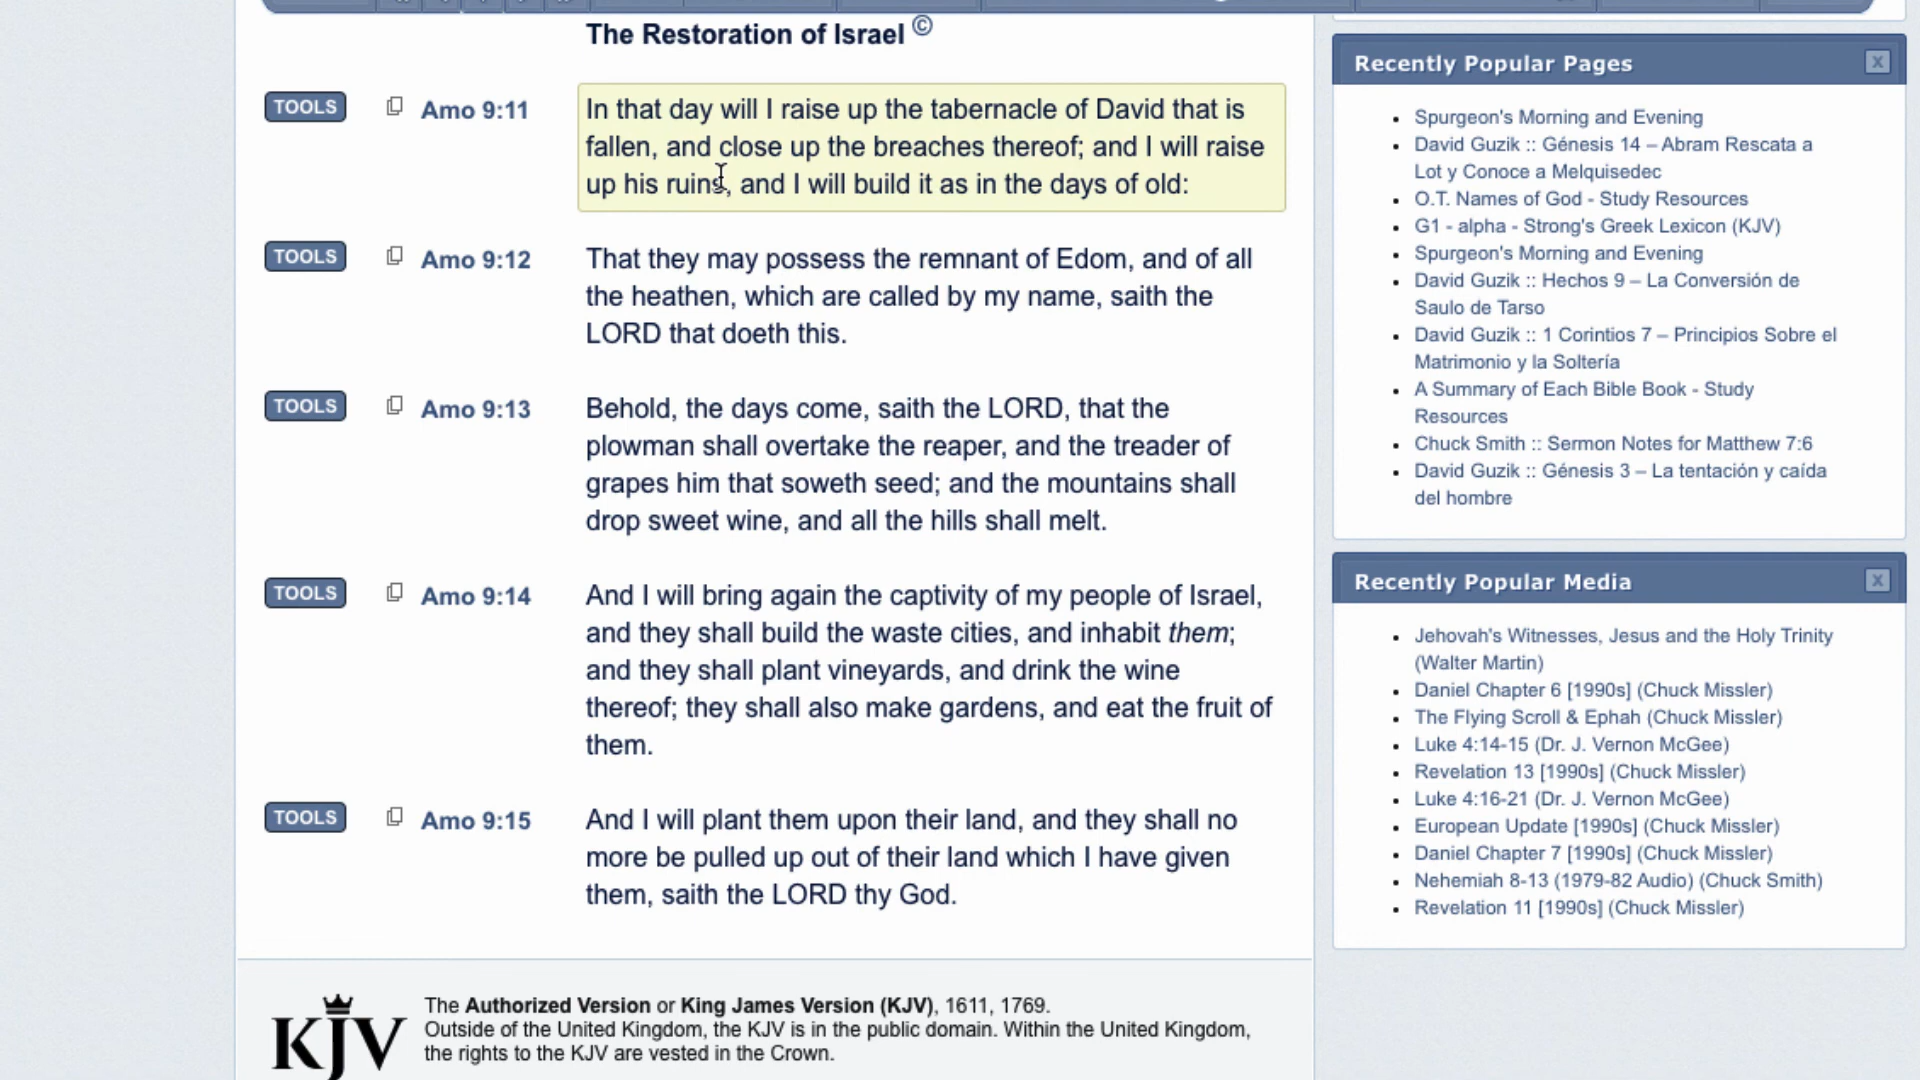 The Restoration of Israel ©
TOOLS Amo 9:11 In that day will I raise up the tabernacle of David that is
fallen, and close up the breaches thereof; and I will raise
up his ruins, and I will build it as in the days of old:
TOOLS Amo 9:12 That they may possess the remnant of Edom, and of all
the heathen, which are called by my name, saith the
LORD that doeth this.
TOOLS Amo 9:13 Behold, the days come, saith the LORD, that the
plowman shall overtake the reaper, and the treader of
grapes him that soweth seed; and the mountains shall
drop sweet wine, and all the hills shall melt.
TOOLS Amo 9:14 And I will bring again the captivity of my people of Israel,
and they shall build the waste cities, and inhabit them;
and they shall plant vineyards, and drink the wine
thereof; they shall also make gardens, and eat the fruit of
them.
TOOLS Amo 9:15 And I will plant them upon their land, and they shall no
more be pulled up out of their land which I have given
them, saith the LORD thy God.
KJV
The Authorized Version or King James Version (KJV), 1611, 1769.
Outside of the United Kingdom, the KJV is in the public domain. Within the United Kingdom,
the rights to the KJV are vested in the Crown.
Recently Popular Pages X
Spurgeon's Morning and Evening
David Guzik :: Génesis 14 – Abram Rescata a
Lot y Conoce a Melquisedec
O.T. Names of God - Study Resources
G1 - alpha - Strong's Greek Lexicon (KJV)
Spurgeon's Morning and Evening
David Guzik :: Hechos 9 – La Conversión de
Saulo de Tarso
David Guzik :: 1 Corintios 7 – Principios Sobre el
Matrimonio y la Soltería
A Summary of Each Bible Book - Study
Resources
Chuck Smith :: Sermon Notes for Matthew 7:6
David Guzik :: Génesis 3 – La tentación y caída
del hombre
Recently Popular Media X
Jehovah's Witnesses, Jesus and the Holy Trinity
(Walter Martin)
Daniel Chapter 6 [1990s] (Chuck Missler)
The Flying Scroll & Ephah (Chuck Missler)
Luke 4:14-15 (Dr. J. Vernon McGee)
Revelation 13 [1990s] (Chuck Missler)
Luke 4:16-21 (Dr. J. Vernon McGee)
European Update [1990s] (Chuck Missler)
Daniel Chapter 7 [1990s] (Chuck Missler)
Nehemiah 8-13 (1979-82 Audio) (Chuck Smith)
Revelation 11 [1990s] (Chuck Missler)